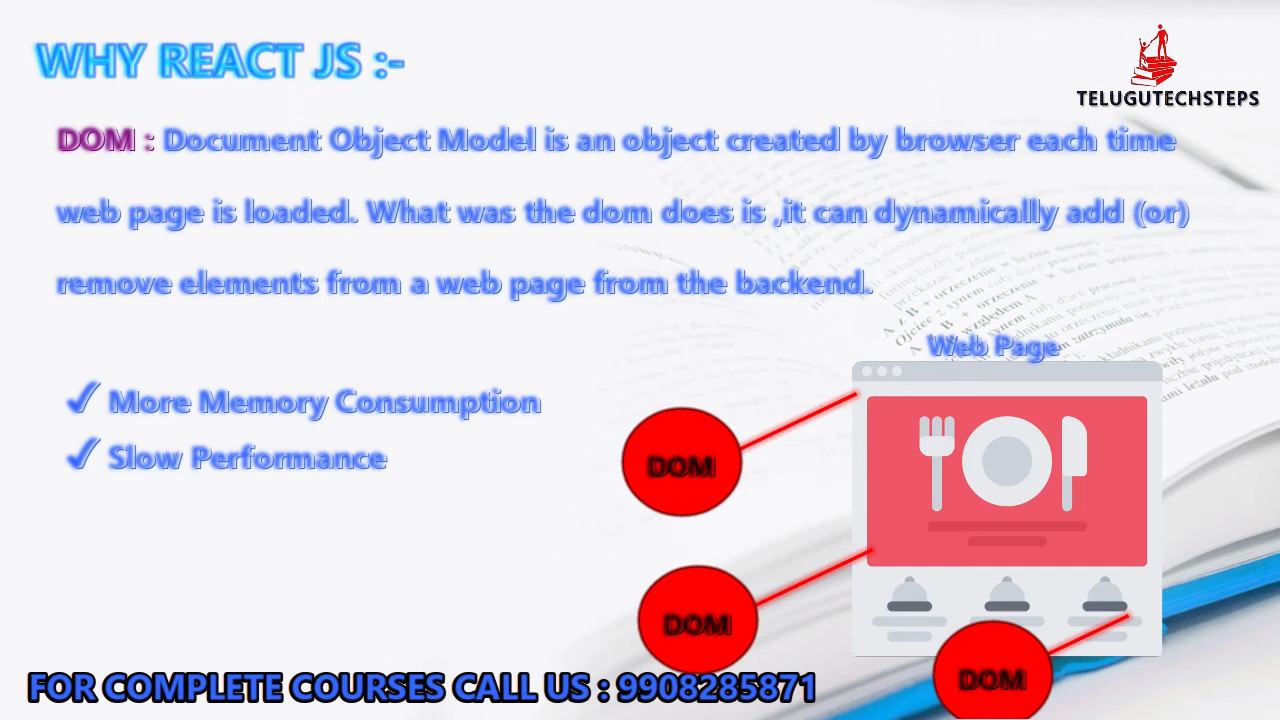 WHY REACT JS :-
TELUGUTECHSTEPS
DOM : Document Object Model is an object created by browser each time
web page is loaded. What was the dom does is ,it can dynamically add (or)
remove elements from a web page from the backend.
Web Page
✓ More Memory Consumption
✓ Slow Performance
DOM
DOM
DOM
FOR COMPLETE COURSES CALL US : 9908285871